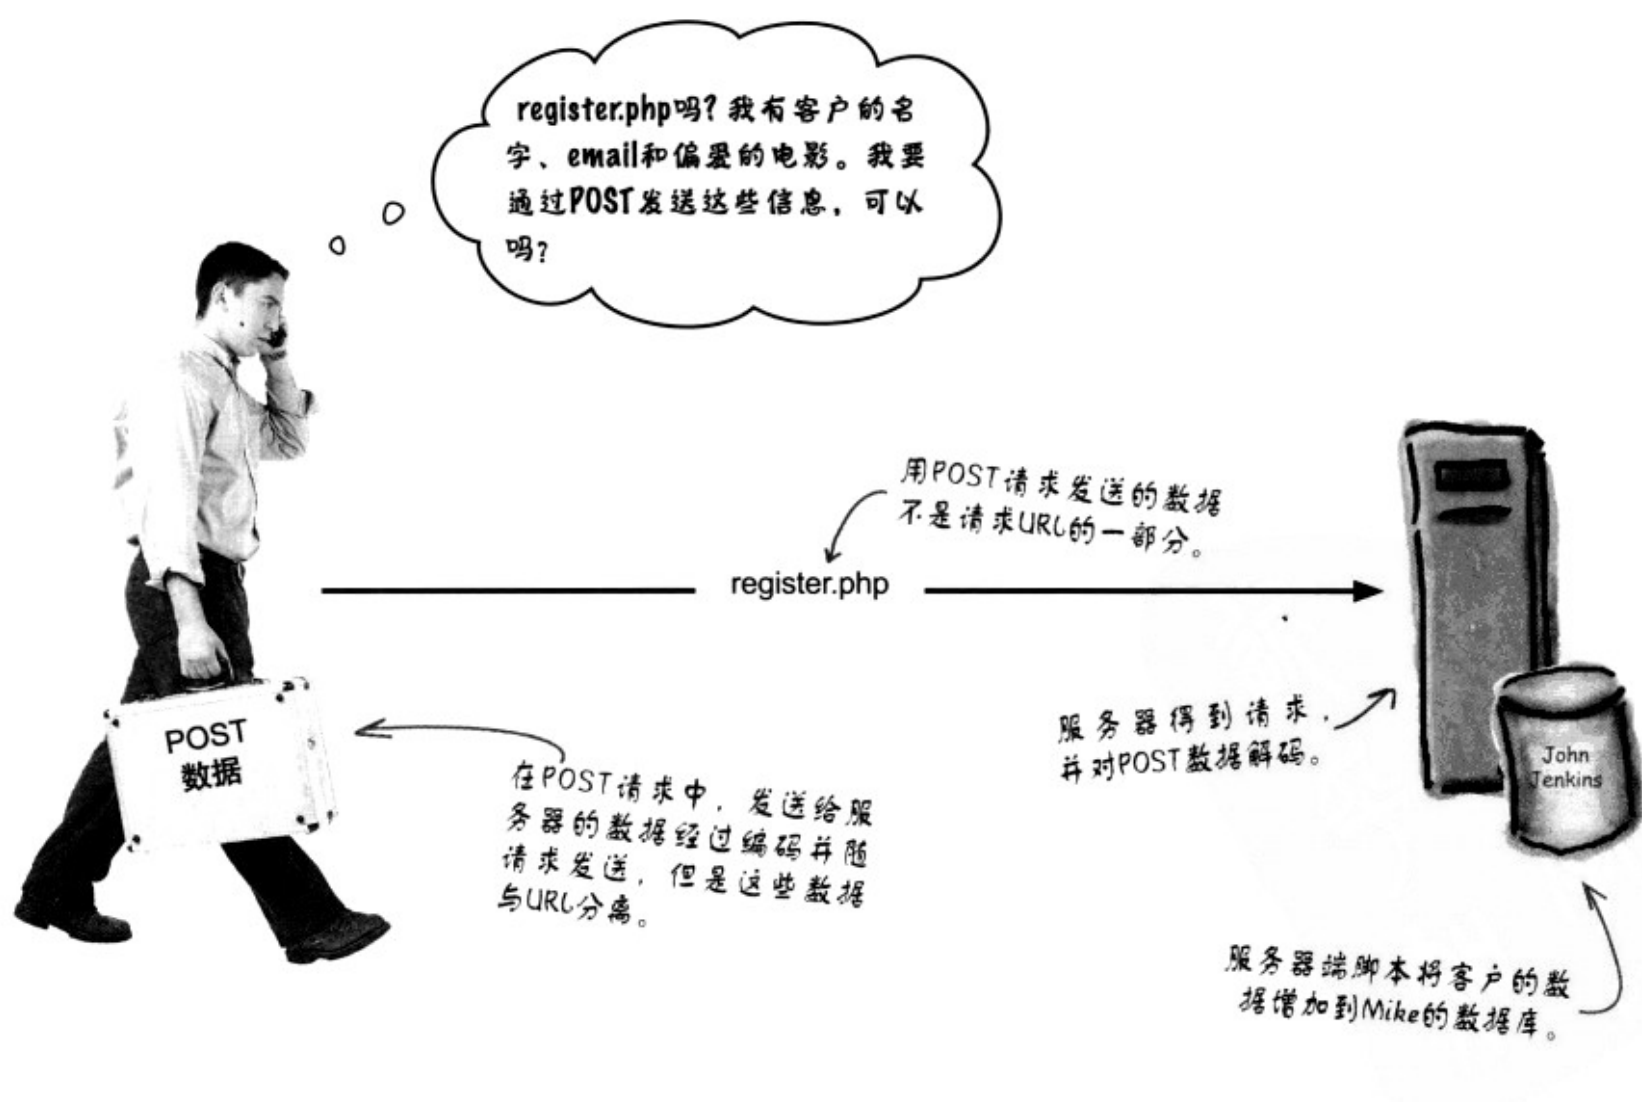 register.php吗？我有客户的名
字、email和偏爱的电影。我要
通过POST发送这些信息，可以
吗？
用POST请求发送的数据
不是请求URL的一部分。
register.php
POST
数据
在POST请求中，发送给服
务器的数据经过编码并随
请求发送，但是这些数据
与URL分离。
服务器得到请求，
并对POST数据解码。
John
Jenkins
服务器端脚本将客户的数
据增加到Mike的数据库。